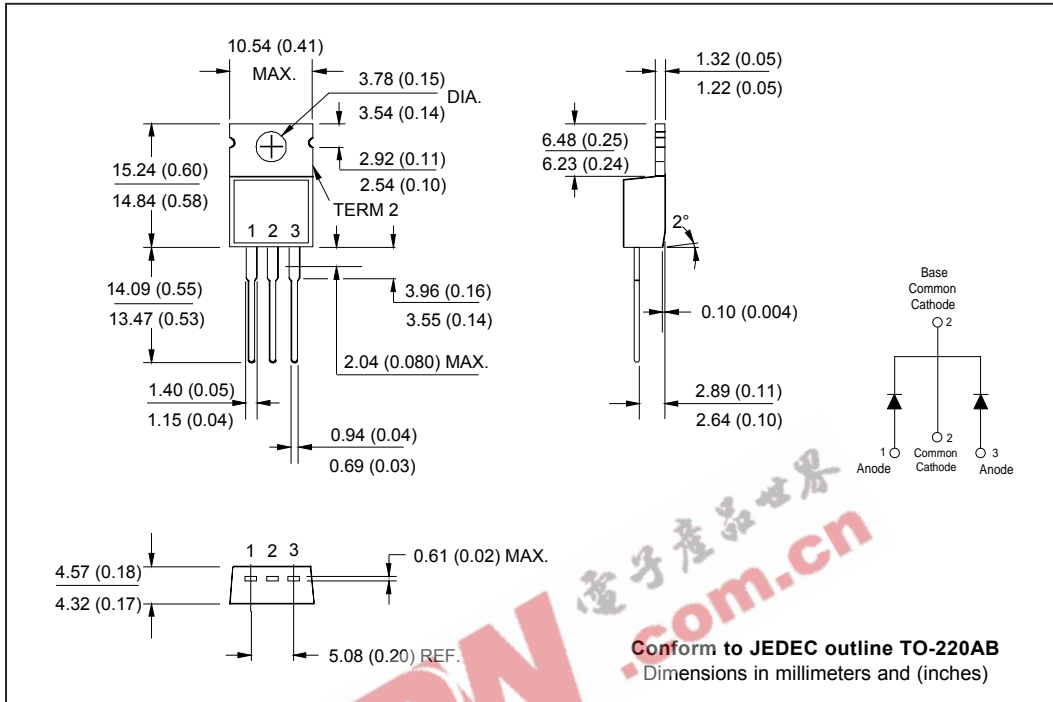 10.54 (0.41)
MAX.
3.78 (0.15)
3.54 (0.14)
DIA.
2.92 (0.11)
2.54 (0.10)
15.24 (0.60)
14.84 (0.58)
TERM 2
1 2 3
14.09 (0.55)
13.47 (0.53)
3.96 (0.16)
3.55 (0.14)
2.04 (0.080) MAX.
1.40 (0.05)
1.15 (0.04)
0.94 (0.04)
0.69 (0.03)
1.32 (0.05)
1.22 (0.05)
6.48 (0.25)
6.23 (0.24)
2°
0.10 (0.004)
2.89 (0.11)
2.64 (0.10)
Base
Common
Cathode
2
1
Anode
2
Common
Cathode
3
Anode
1 2 3
4.57 (0.18)
4.32 (0.17)
0.61 (0.02) MAX.
5.08 (0.20) REF.
Conform to JEDEC outline TO-220AB
Dimensions in millimeters and (inches)
電子產品世界
.com.cn